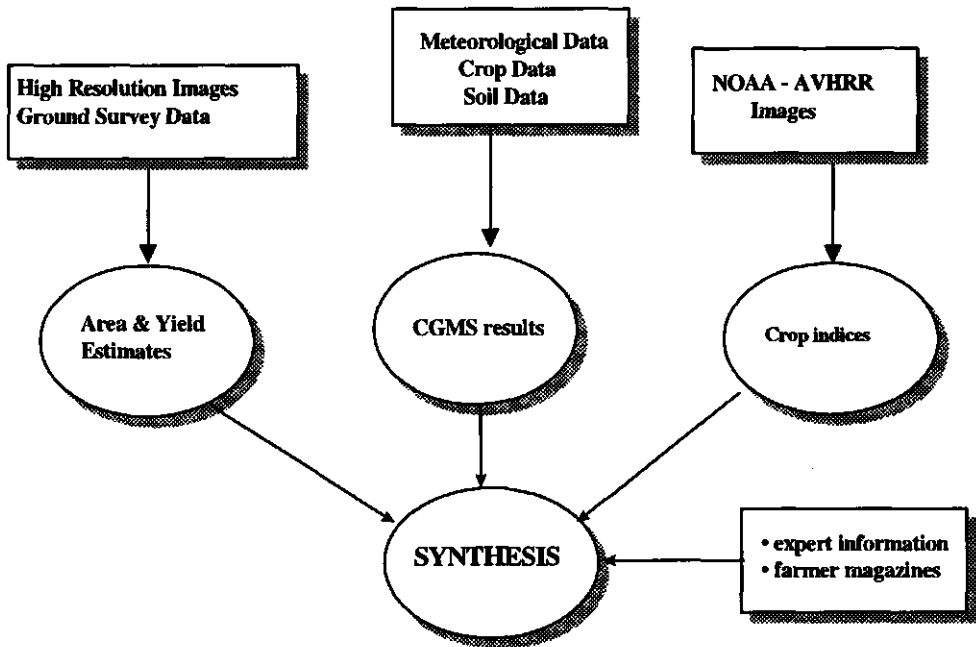 High Resolution Images
Ground Survey Data
Meteorological Data
Crop Data
Soil Data
NOAA - AVHRR
Images
Area & Yield
Estimates
CGMS results
Crop indices
SYNTHESIS
• expert information
• farmer magazines